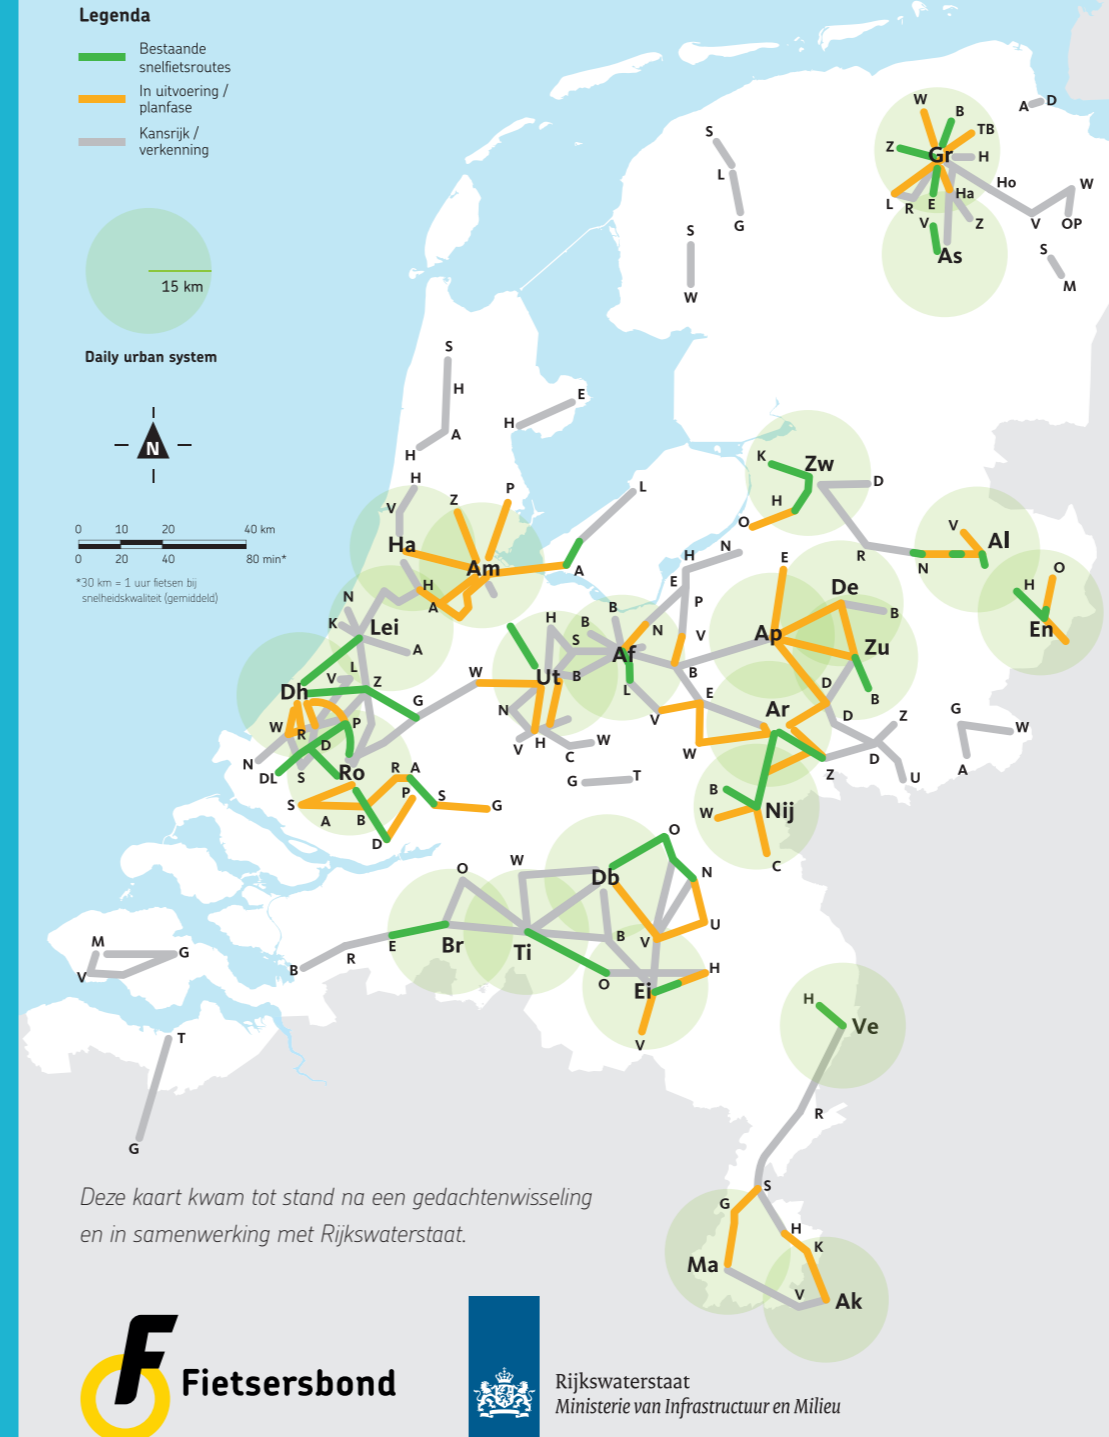 Legenda
Bestaande
snelfietsroutes
In uitvoering /
planfase
Kansrijk /
verkenning
15 km
Daily urban system
N
0 10 20 40 km
0 20 40 80 min*
*30 km = 1 uur fietsen bij
snelheidskwaliteit (gemiddeld)
W
B
TB
Z
Gr
H
L
R
E
Ha
Ho
Z
V
As
V
OP
W
A
D
S
M
S
L
G
S
W
S
H
A
H
H
E
H
V
Ha
Z
P
Am
H
A
L
A
N
K
Lei
A
L
V
Z
Dh
G
W
R
D
P
N
DL
S
Ro
R
A
S
A
B
P
S
G
D
W
H
S
B
B
Ut
B
N
V
H
C
W
G
T
Af
N
L
H
N
E
P
V
B
E
V
W
K
Zw
H
O
D
R
N
V
Al
H
O
En
E
De
B
Ap
Zu
B
D
Ar
D
Z
D
Z
U
G
W
A
B
W
Nij
C
O
W
Db
O
N
U
V
B
E
Br
Ti
O
Ei
H
V
B
R
M
G
V
T
G
H
Ve
R
S
G
H
K
Ma
V
Ak
Deze kaart kwam tot stand na een gedachtenwisseling
en in samenwerking met Rijkswaterstaat.
F
Fietsersbond
Rijkswaterstaat
Ministerie van Infrastructuur en Milieu